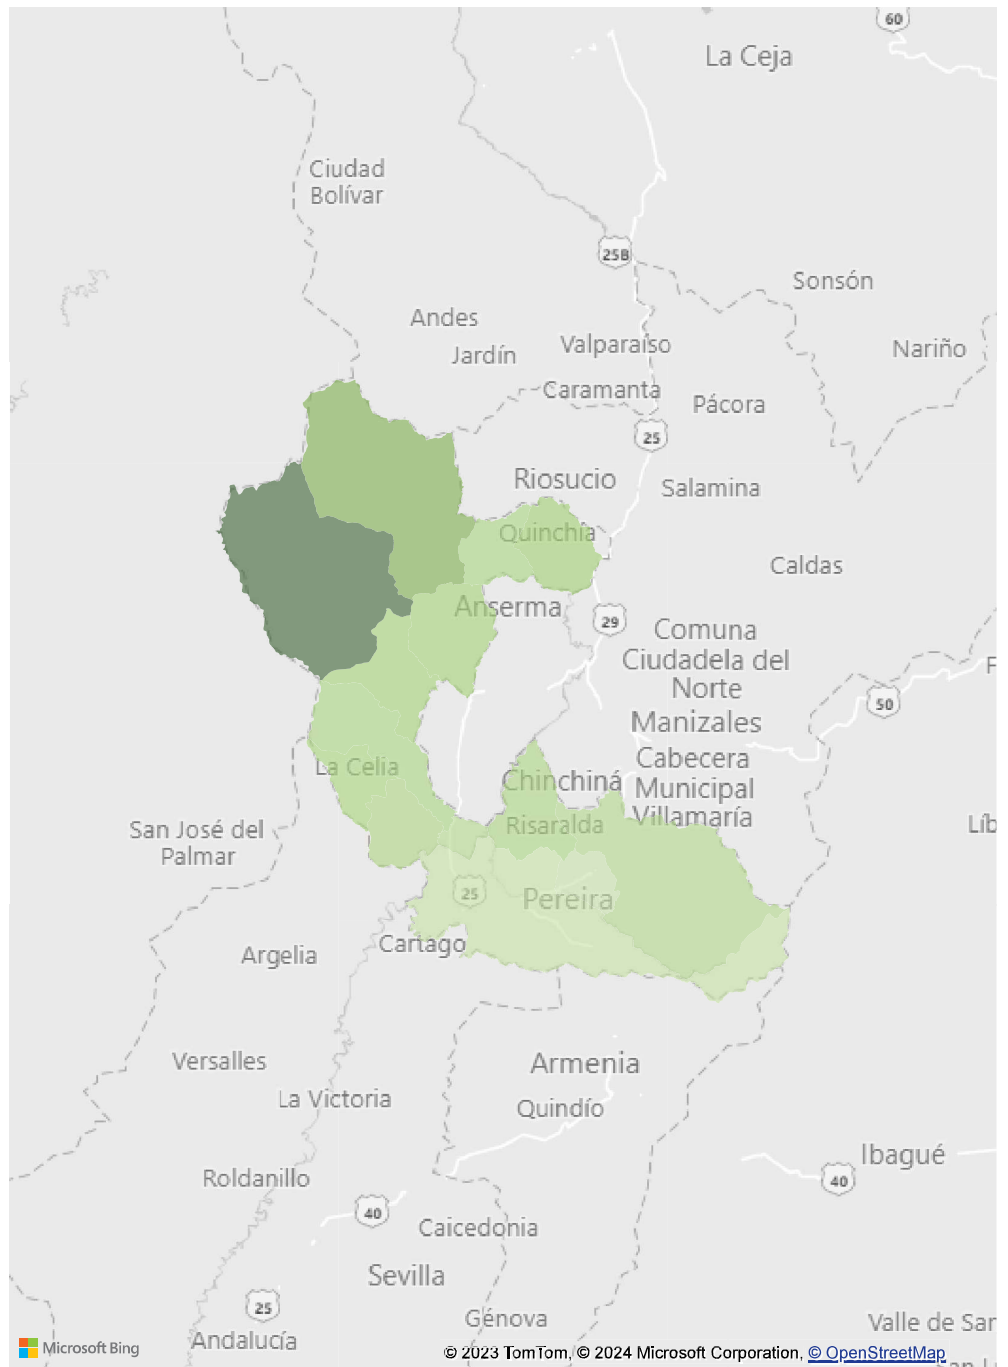 60
La Ceja
Ciudad
Bolívar
25B
Sonsón
Andes
Valparaíso
Jardín
Nariño
Caramanta
Pácora
25
Riosucio
Salamina
Quinchía
Caldas
Anserma
29
Comuna
Ciudadela del
Norte
F
50
Manizales
Cabecera
Municipal
Villamaría
La Celia
Chinchiná
Risaralda
San José del
Palmar
Líb
25
Pereira
Cartago
Argelia
Versalles
Armenia
La Victoria
Quindío
Ibagué
Roldanillo
40
40
Caicedonia
Sevilla
25
Génova
Andalucía
Valle de Sar
Microsoft Bing
© 2023 TomTom, © 2024 Microsoft Corporation, © OpenStreetMap